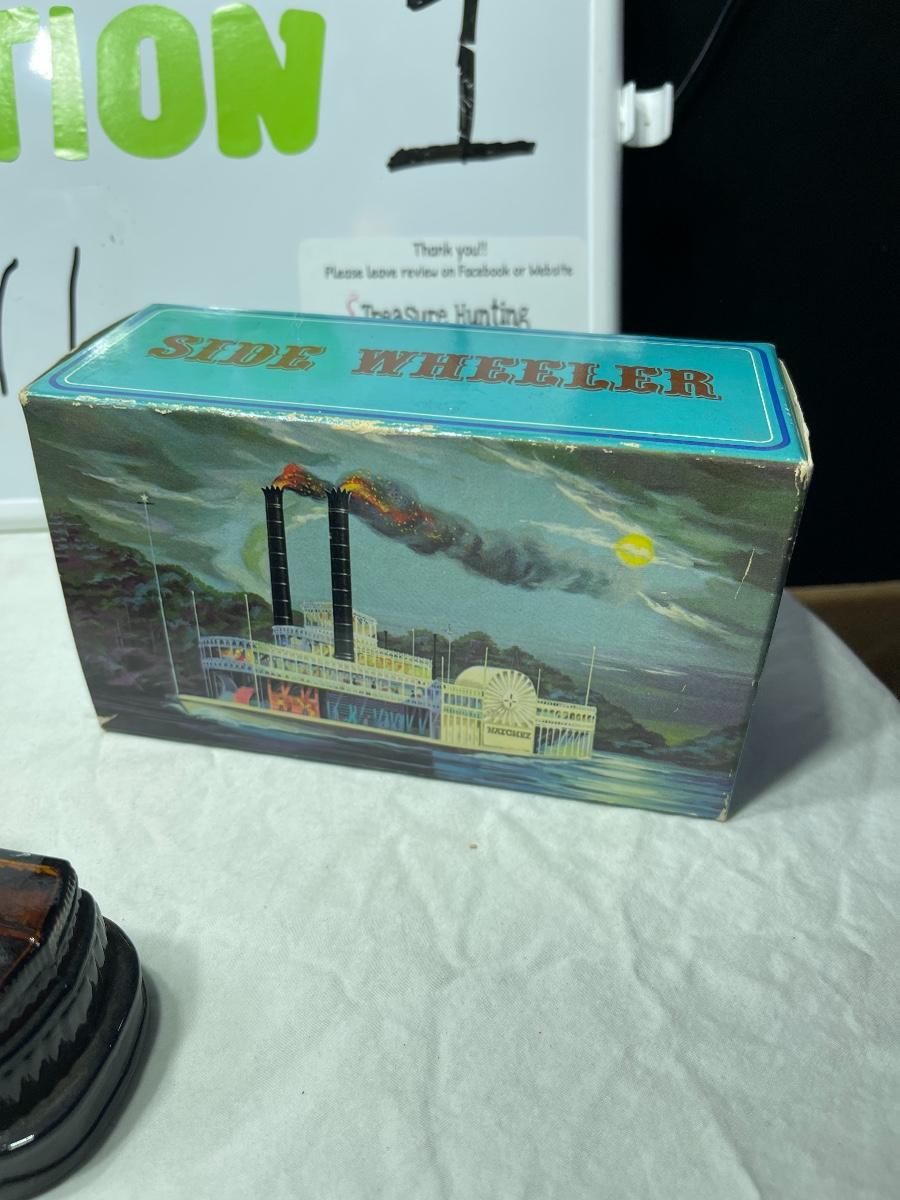 TION 1
Thank you!!
Please leave review on Facebook or Website
Treasure Hunting
SIDE WHEELER
NATCHEZ